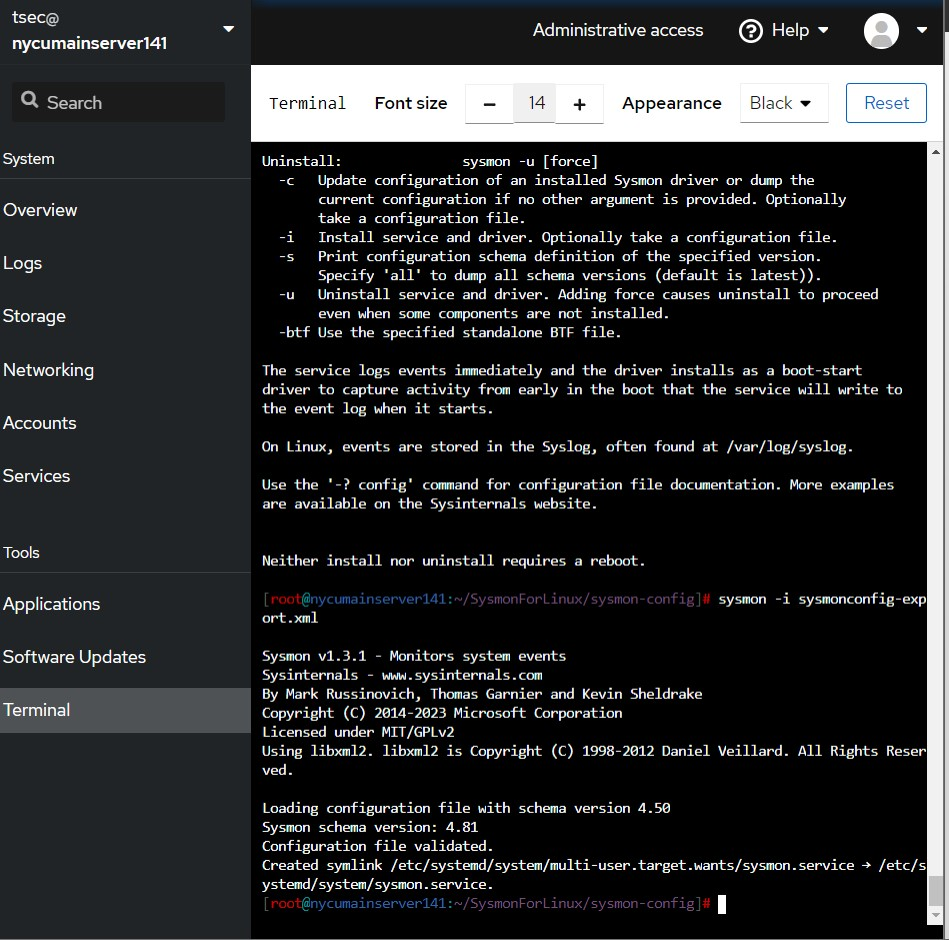 tsec@
nycumainserver141
Administrative access
Help
Search
Terminal Font size − 14 + Appearance Black Reset
System
Overview
Logs
Storage
Networking
Accounts
Services
Tools
Applications
Software Updates
Terminal
Uninstall: sysmon -u [force]
-c Update configuration of an installed Sysmon driver or dump the
current configuration if no other argument is provided. Optionally
take a configuration file.
-i Install service and driver. Optionally take a configuration file.
-s Print configuration schema definition of the specified version.
Specify 'all' to dump all schema versions (default is latest)).
-u Uninstall service and driver. Adding force causes uninstall to proceed
even when some components are not installed.
-btf Use the specified standalone BTF file.
The service logs events immediately and the driver installs as a boot-start
driver to capture activity from early in the boot that the service will write to
the event log when it starts.
On Linux, events are stored in the Syslog, often found at /var/log/syslog.
Use the '-? config' command for configuration file documentation. More examples
are available on the Sysinternals website.
Neither install nor uninstall requires a reboot.
[root@nycumainserver141:~/SysmonForLinux/sysmon-config]# sysmon -i sysmonconfig-exp
ort.xml
Sysmon v1.3.1 - Monitors system events
Sysinternals - www.sysinternals.com
By Mark Russinovich, Thomas Garnier and Kevin Sheldrake
Copyright (C) 2014-2023 Microsoft Corporation
Licensed under MIT/GPLv2
Using libxml2. libxml2 is Copyright (C) 1998-2012 Daniel Veillard. All Rights Reser
ved.
Loading configuration file with schema version 4.50
Sysmon schema version: 4.81
Configuration file validated.
Created symlink /etc/systemd/system/multi-user.target.wants/sysmon.service → /etc/s
ystemd/system/sysmon.service.
[root@nycumainserver141:~/SysmonForLinux/sysmon-config]#